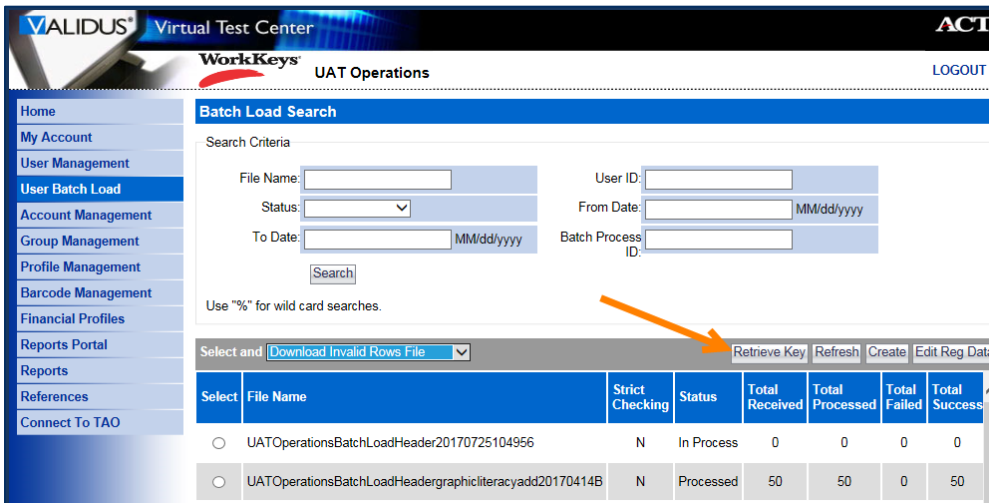 VALIDUS® Virtual Test Center ACT
WorkKeys® UAT Operations LOGOUT
Home
My Account
User Management
User Batch Load
Account Management
Group Management
Profile Management
Barcode Management
Financial Profiles
Reports Portal
Reports
References
Connect To TAO
Batch Load Search
Search Criteria
File Name: User ID:
Status: From Date: MM/dd/yyyy
To Date: MM/dd/yyyy Batch Process
ID:
Search
Use "%" for wild card searches.
Select and Download Invalid Rows File Retrieve Key Refresh Create Edit Reg Data
Select File Name Strict Checking Status Total Received Total Processed Total Failed Total Success
UATOperationsBatchLoadHeader20170725104956 N In Process 0 0 0 0
UATOperationsBatchLoadHeadergraphicliteracyadd20170414B N Processed 50 50 0 50